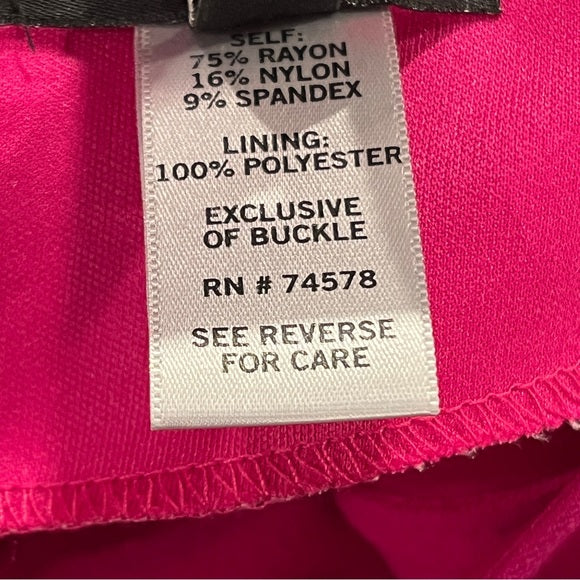 SELF:
75% RAYON
16% NYLON
9% SPANDEX
LINING:
100% POLYESTER
EXCLUSIVE
OF BUCKLE
RN # 74578
SEE REVERSE
FOR CARE